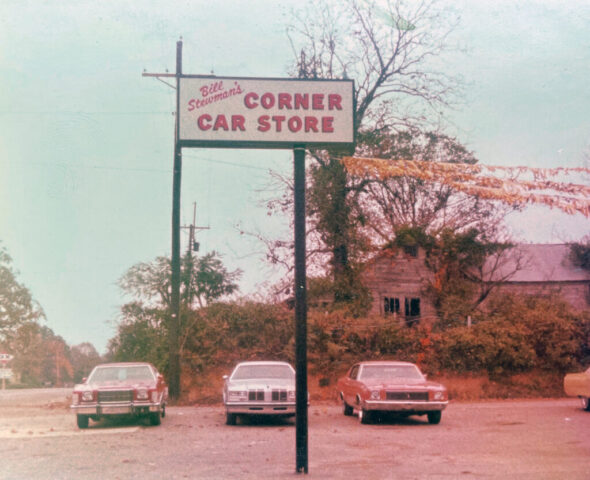 Bill
Stewman's
CORNER
CAR STORE